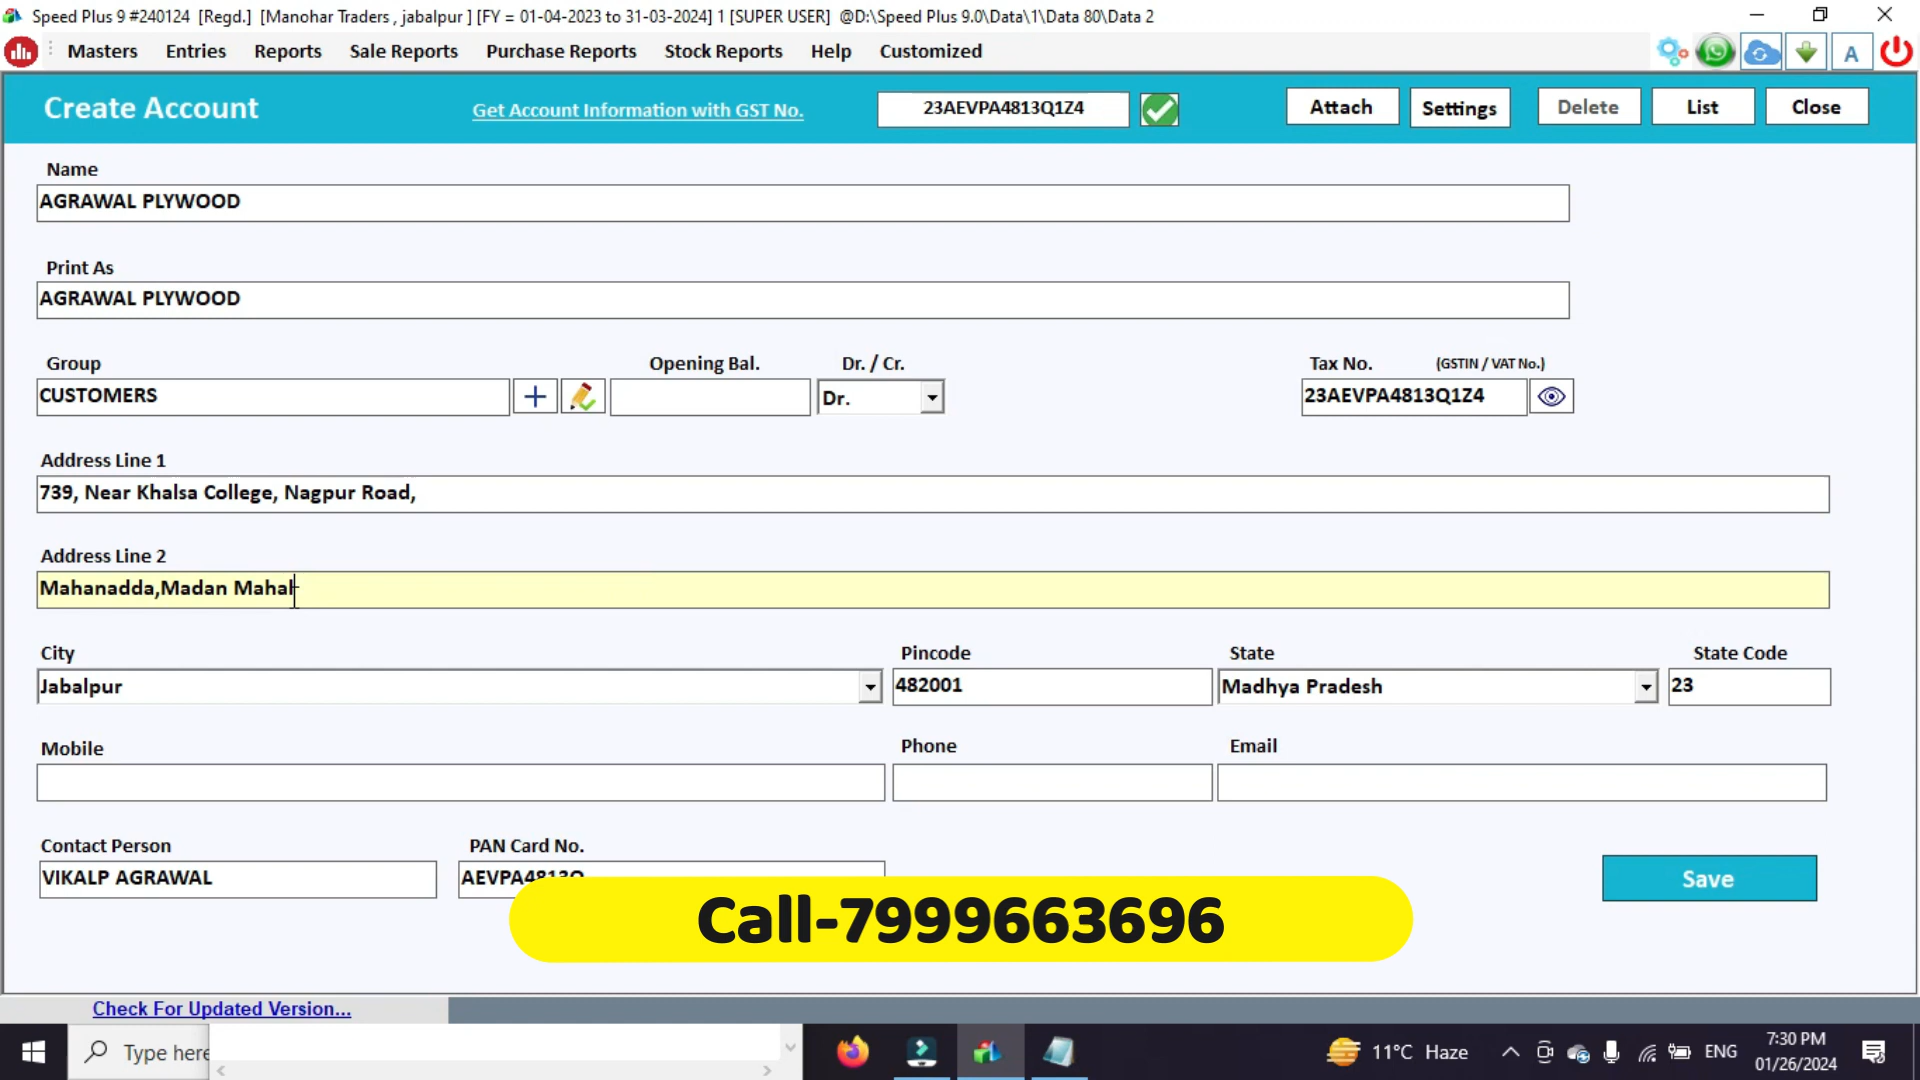 Speed Plus 9 #240124 [Regd.] [Manohar Traders , jabalpur ] [FY = 01-04-2023 to 31-03-2024] 1 [SUPER USER] @D:\Speed Plus 9.0\Data\1\Data 80\Data 2
Masters Entries Reports Sale Reports Purchase Reports Stock Reports Help Customized A
Create Account Get Account Information with GST No. 23AEVPA4813Q1Z4 Attach Settings Delete List Close
Name
AGRAWAL PLYWOOD
Print As
AGRAWAL PLYWOOD
Group Opening Bal. Dr. / Cr. Tax No. (GSTIN / VAT No.)
CUSTOMERS Dr. 23AEVPA4813Q1Z4
Address Line 1
739, Near Khalsa College, Nagpur Road,
Address Line 2
Mahanadda,Madan Mahal
City Pincode State State Code
Jabalpur 482001 Madhya Pradesh 23
Mobile Phone Email
Contact Person PAN Card No.
VIKALP AGRAWAL AEVPA4813Q
Save
Call-7999663696
Check For Updated Version...
Type here 11°C Haze ENG 7:30 PM
01/26/2024